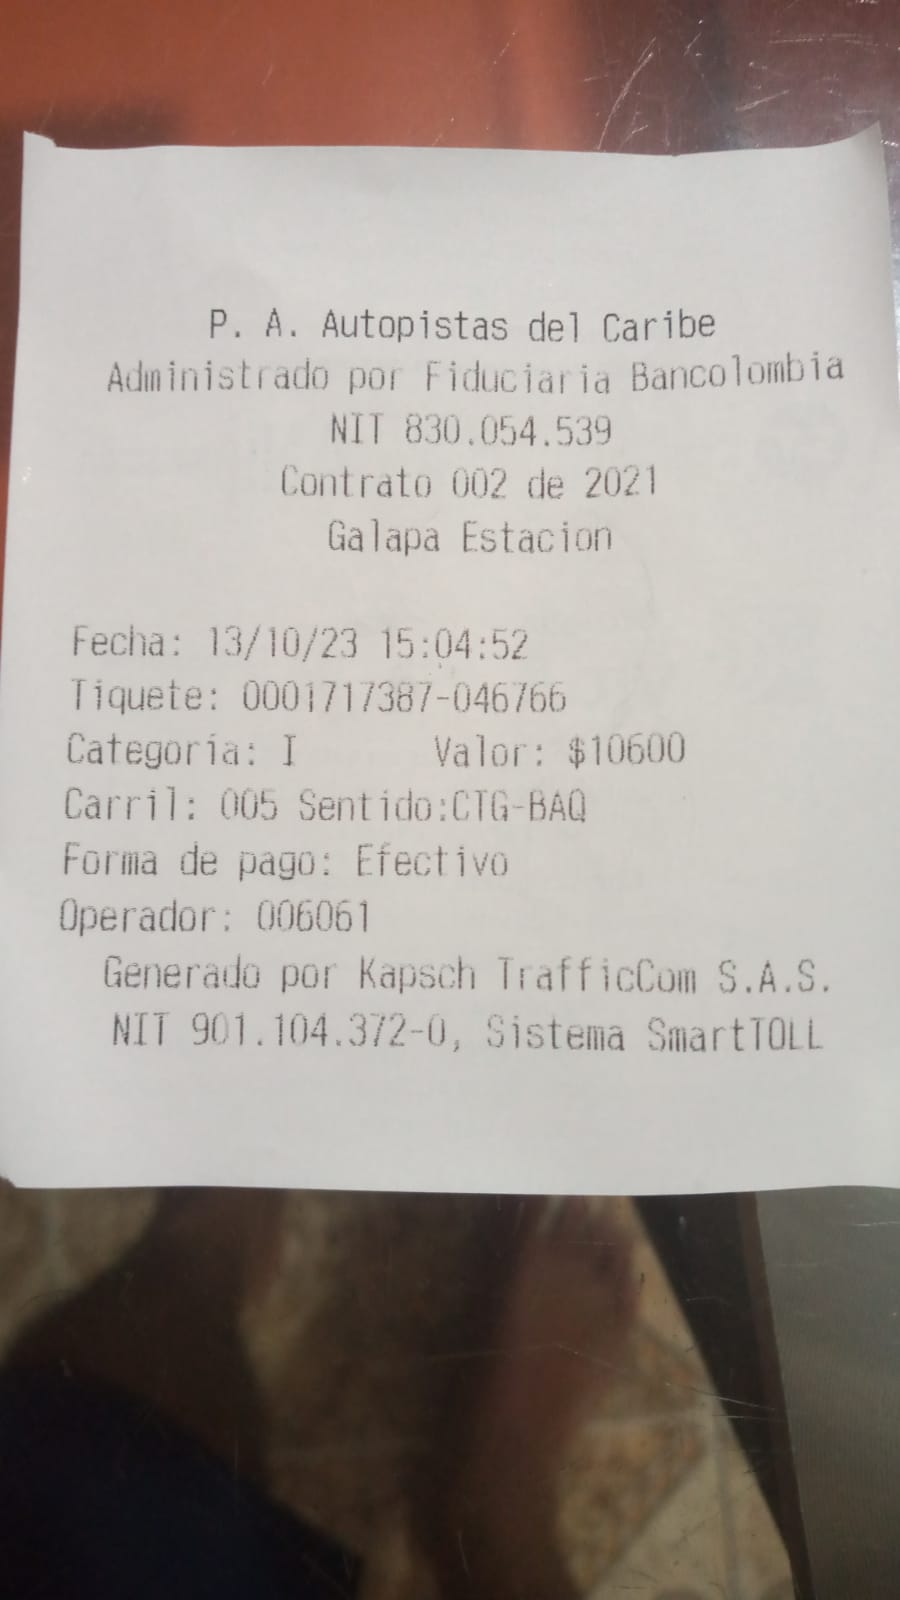 P. A. Autopistas del Caribe
Administrado por Fiduciaria Bancolombia
NIT 830.054.539
Contrato 002 de 2021
Galapa Estacion
Fecha: 13/10/23 15:04:52
Tiquete: 0001717387-046766
Categoria: I Valor: $10600
Carril: 005 Sentido:CTG-BAQ
Forma de pago: Efectivo
Operador: 006061
Generado por Kapsch TrafficCom S.A.S.
NIT 901.104.372-0, Sistema SmartTOLL